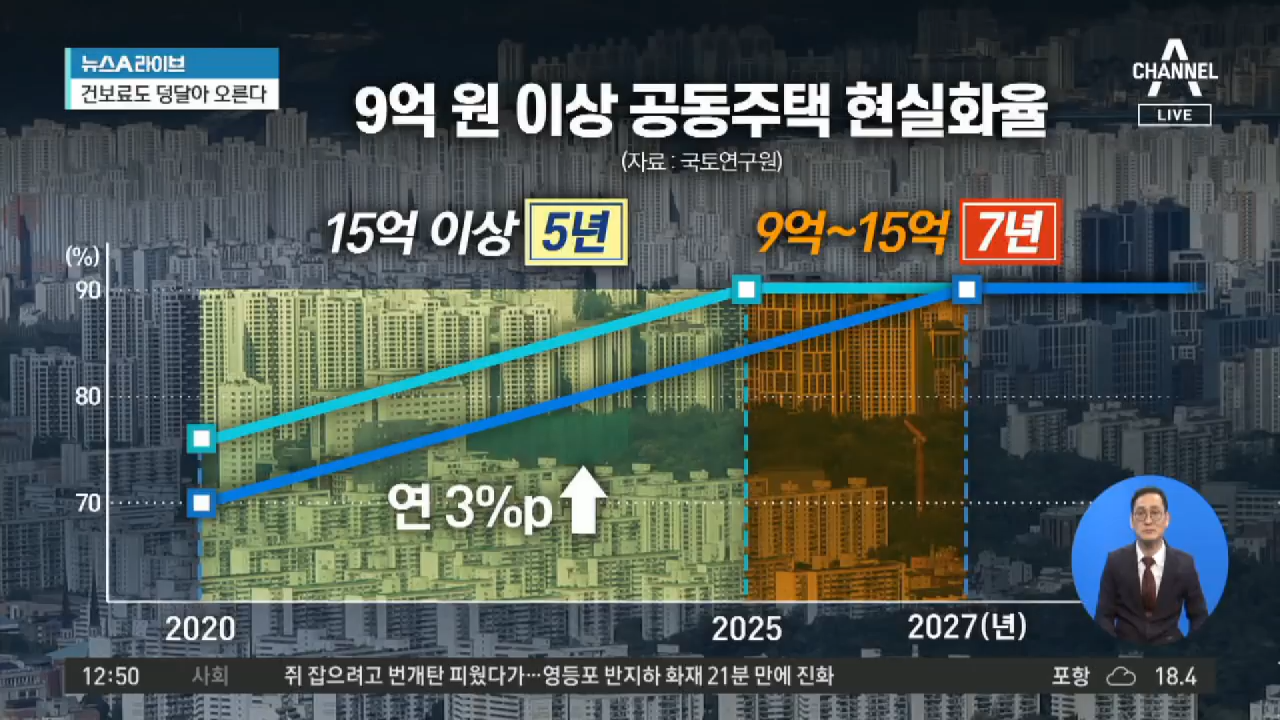 뉴스A 라이브
건보료도 덩달아 오른다
CHANNEL A
LIVE
9억 원 이상 공동주택 현실화율
(자료 : 국토연구원)
15억 이상 5년
9억~15억 7년
(%)
90
80
70
연 3%p
2020
2025
2027(년)
12:50 사회 쥐 잡으려고 번개탄 피웠다가…영등포 반지하 화재 21분 만에 진화 포항 18.4